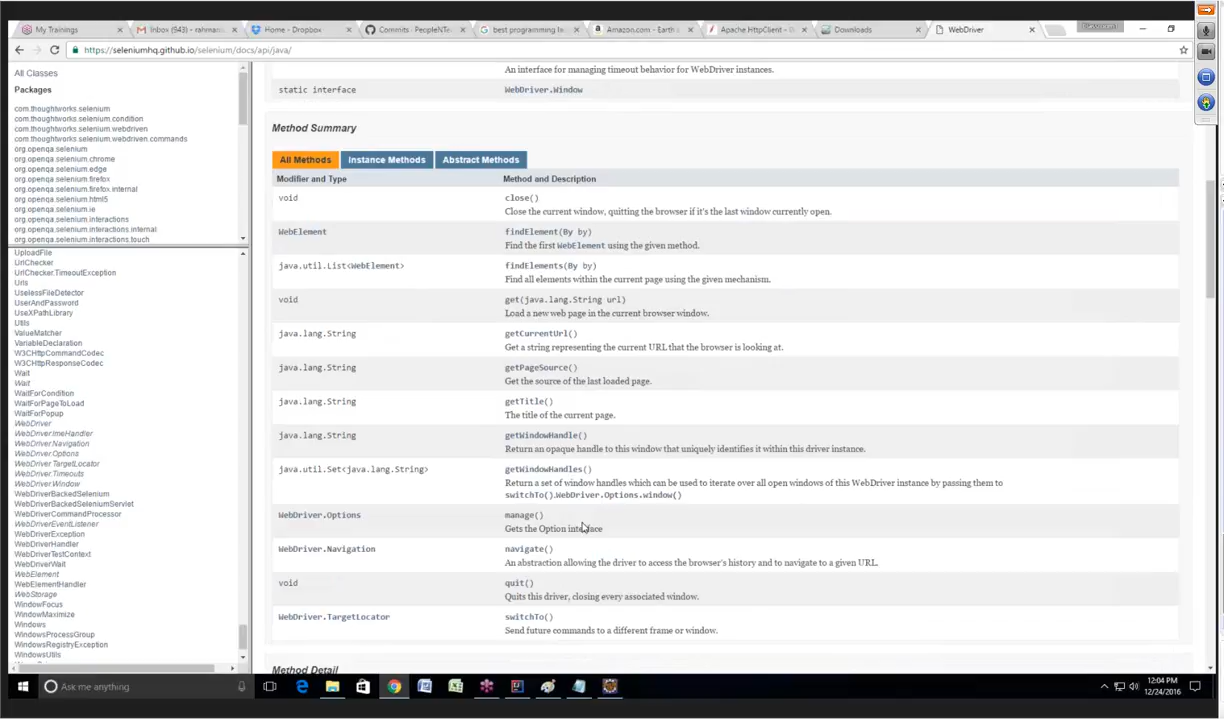 My Trainings
Inbox (943) - rahman
Home - Dropbox
Commits · PeopleNTe
best programming la
Amazon.com - Earth
Apache.HttpClient - Do
Downloads
WebDriver
https://seleniumhq.github.io/selenium/docs/api/java/
All Classes
Packages
com.thoughtworks.selenium
com.thoughtworks.selenium.condition
com.thoughtworks.selenium.webdriven
com.thoughtworks.selenium.webdriven.commands
org.openqa.selenium
org.openqa.selenium.chrome
org.openqa.selenium.edge
org.openqa.selenium.firefox
org.openqa.selenium.firefox.internal
org.openqa.selenium.html5
org.openqa.selenium.ie
org.openqa.selenium.interactions
org.openqa.selenium.interactions.internal
org.openqa.selenium.interactions.touch
UploadFile
UrlChecker
UrlChecker.TimeoutException
Urls
UselessFileDetector
UserAndPassword
UseXPathLibrary
Utils
ValueMatcher
VariableDeclaration
W3CHttpCommandCodec
W3CHttpResponseCodec
Wait
Wait
WaitForCondition
WaitForPageToLoad
WaitForPopup
WebDriver
WebDriver.ImeHandler
WebDriver.Navigation
WebDriver.Options
WebDriver.TargetLocator
WebDriver.Timeouts
WebDriver.Window
WebDriverBackedSelenium
WebDriverBackedSeleniumServlet
WebDriverCommandProcessor
WebDriverEventListener
WebDriverException
WebDriverHandler
WebDriverTestContext
WebDriverWait
WebElement
WebElementHandler
WebStorage
WindowFocus
WindowMaximize
Windows
WindowsProcessGroup
WindowsRegistryException
WindowsUtils
An interface for managing timeout behavior for WebDriver instances.
static interface WebDriver.Window
Method Summary
All Methods Instance Methods Abstract Methods
Modifier and Type Method and Description
void close()
Close the current window, quitting the browser if it's the last window currently open.
WebElement findElement(By by)
Find the first WebElement using the given method.
java.util.List<WebElement> findElements(By by)
Find all elements within the current page using the given mechanism.
void get(java.lang.String url)
Load a new web page in the current browser window.
java.lang.String getCurrentUrl()
Get a string representing the current URL that the browser is looking at.
java.lang.String getPageSource()
Get the source of the last loaded page.
java.lang.String getTitle()
The title of the current page.
java.lang.String getWindowHandle()
Return an opaque handle to this window that uniquely identifies it within this driver instance.
java.util.Set<java.lang.String> getWindowHandles()
Return a set of window handles which can be used to iterate over all open windows of this WebDriver instance by passing them to
switchTo().WebDriver.Options.window()
WebDriver.Options manage()
Gets the Option interface
WebDriver.Navigation navigate()
An abstraction allowing the driver to access the browser's history and to navigate to a given URL.
void quit()
Quits this driver, closing every associated window.
WebDriver.TargetLocator switchTo()
Send future commands to a different frame or window.
Method Detail
Ask me anything
12:04 PM
12/24/2016